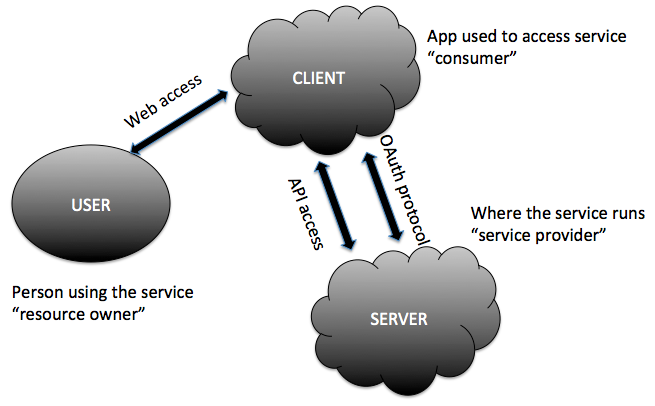 CLIENT
App used to access service
“consumer”
Web access
OAuth protocol
API access
USER
Where the service runs
“service provider”
Person using the service
“resource owner”
SERVER